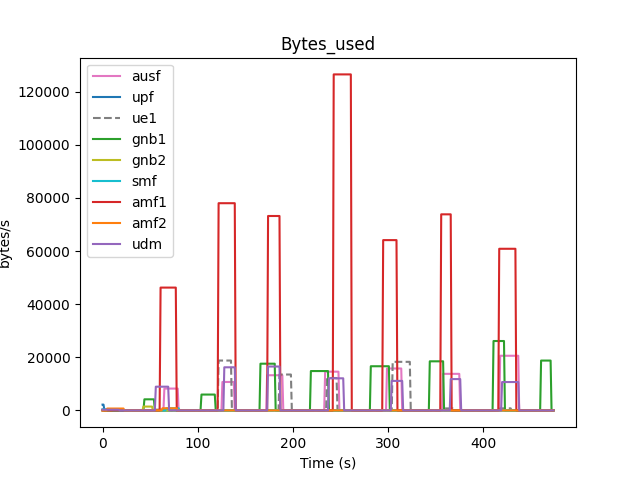 Bytes_used
ausf
upf
ue1
gnb1
gnb2
smf
amf1
amf2
udm
120000
100000
80000
60000
40000
20000
0
bytes/s
0
100
200
300
400
Time (s)